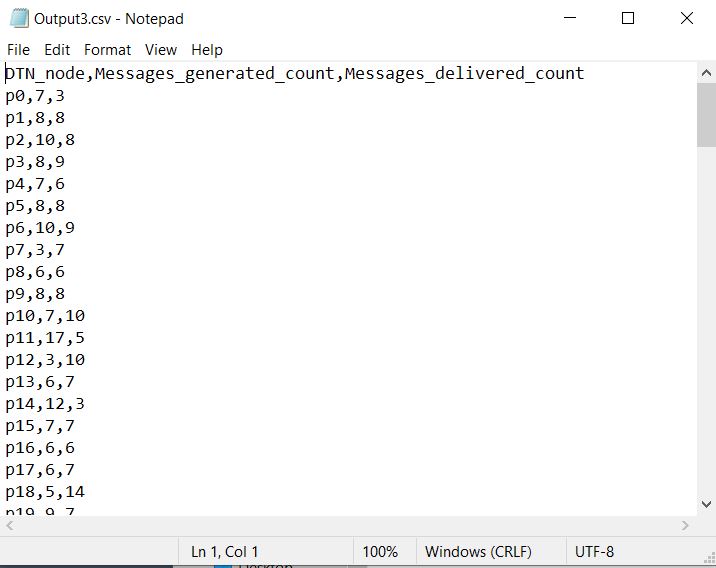 Output3.csv - Notepad
File Edit Format View Help
DTN_node,Messages_generated_count,Messages_delivered_count
p0,7,3
p1,8,8
p2,10,8
p3,8,9
p4,7,6
p5,8,8
p6,10,9
p7,3,7
p8,6,6
p9,8,8
p10,7,10
p11,17,5
p12,3,10
p13,6,7
p14,12,3
p15,7,7
p16,6,6
p17,6,7
p18,5,14
p19,9,7
Ln 1, Col 1 100% Windows (CRLF) UTF-8
Desktop